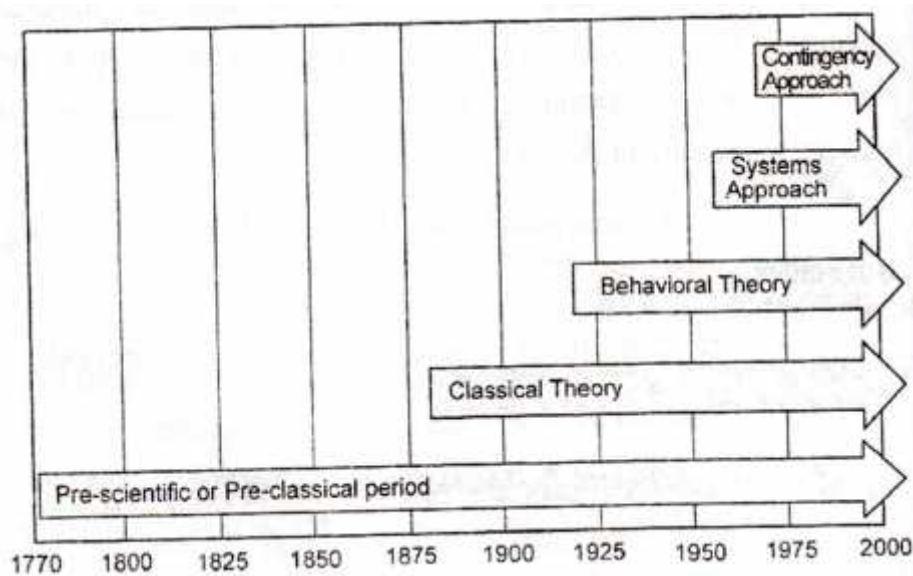 Contingency
Approach
Systems
Approach
Behavioral Theory
Classical Theory
Pre-scientific or Pre-classical period
1770 1800 1825 1850 1875 1900 1925 1950 1975 2000